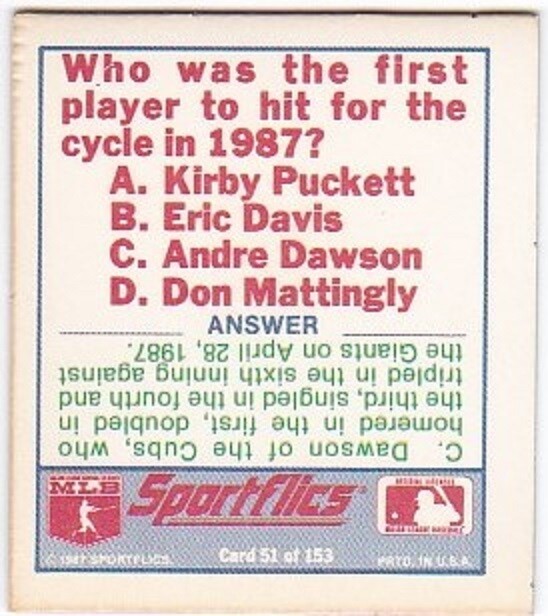 Who was the first
player to hit for the
cycle in 1987?
A. Kirby Puckett
B. Eric Davis
C. Andre Dawson
D. Don Mattingly
ANSWER
C. Dawson of the Cubs, who
homered in the first, doubled in
the third, singled in the fourth and
tripled in the sixth inning against
the Giants on April 28, 1987.
MLB
Sportflics
MAJOR LEAGUE BASEBALL
© 1987 SPORTFLICS
Card 51 of 153
PRTD. IN U.S.A.